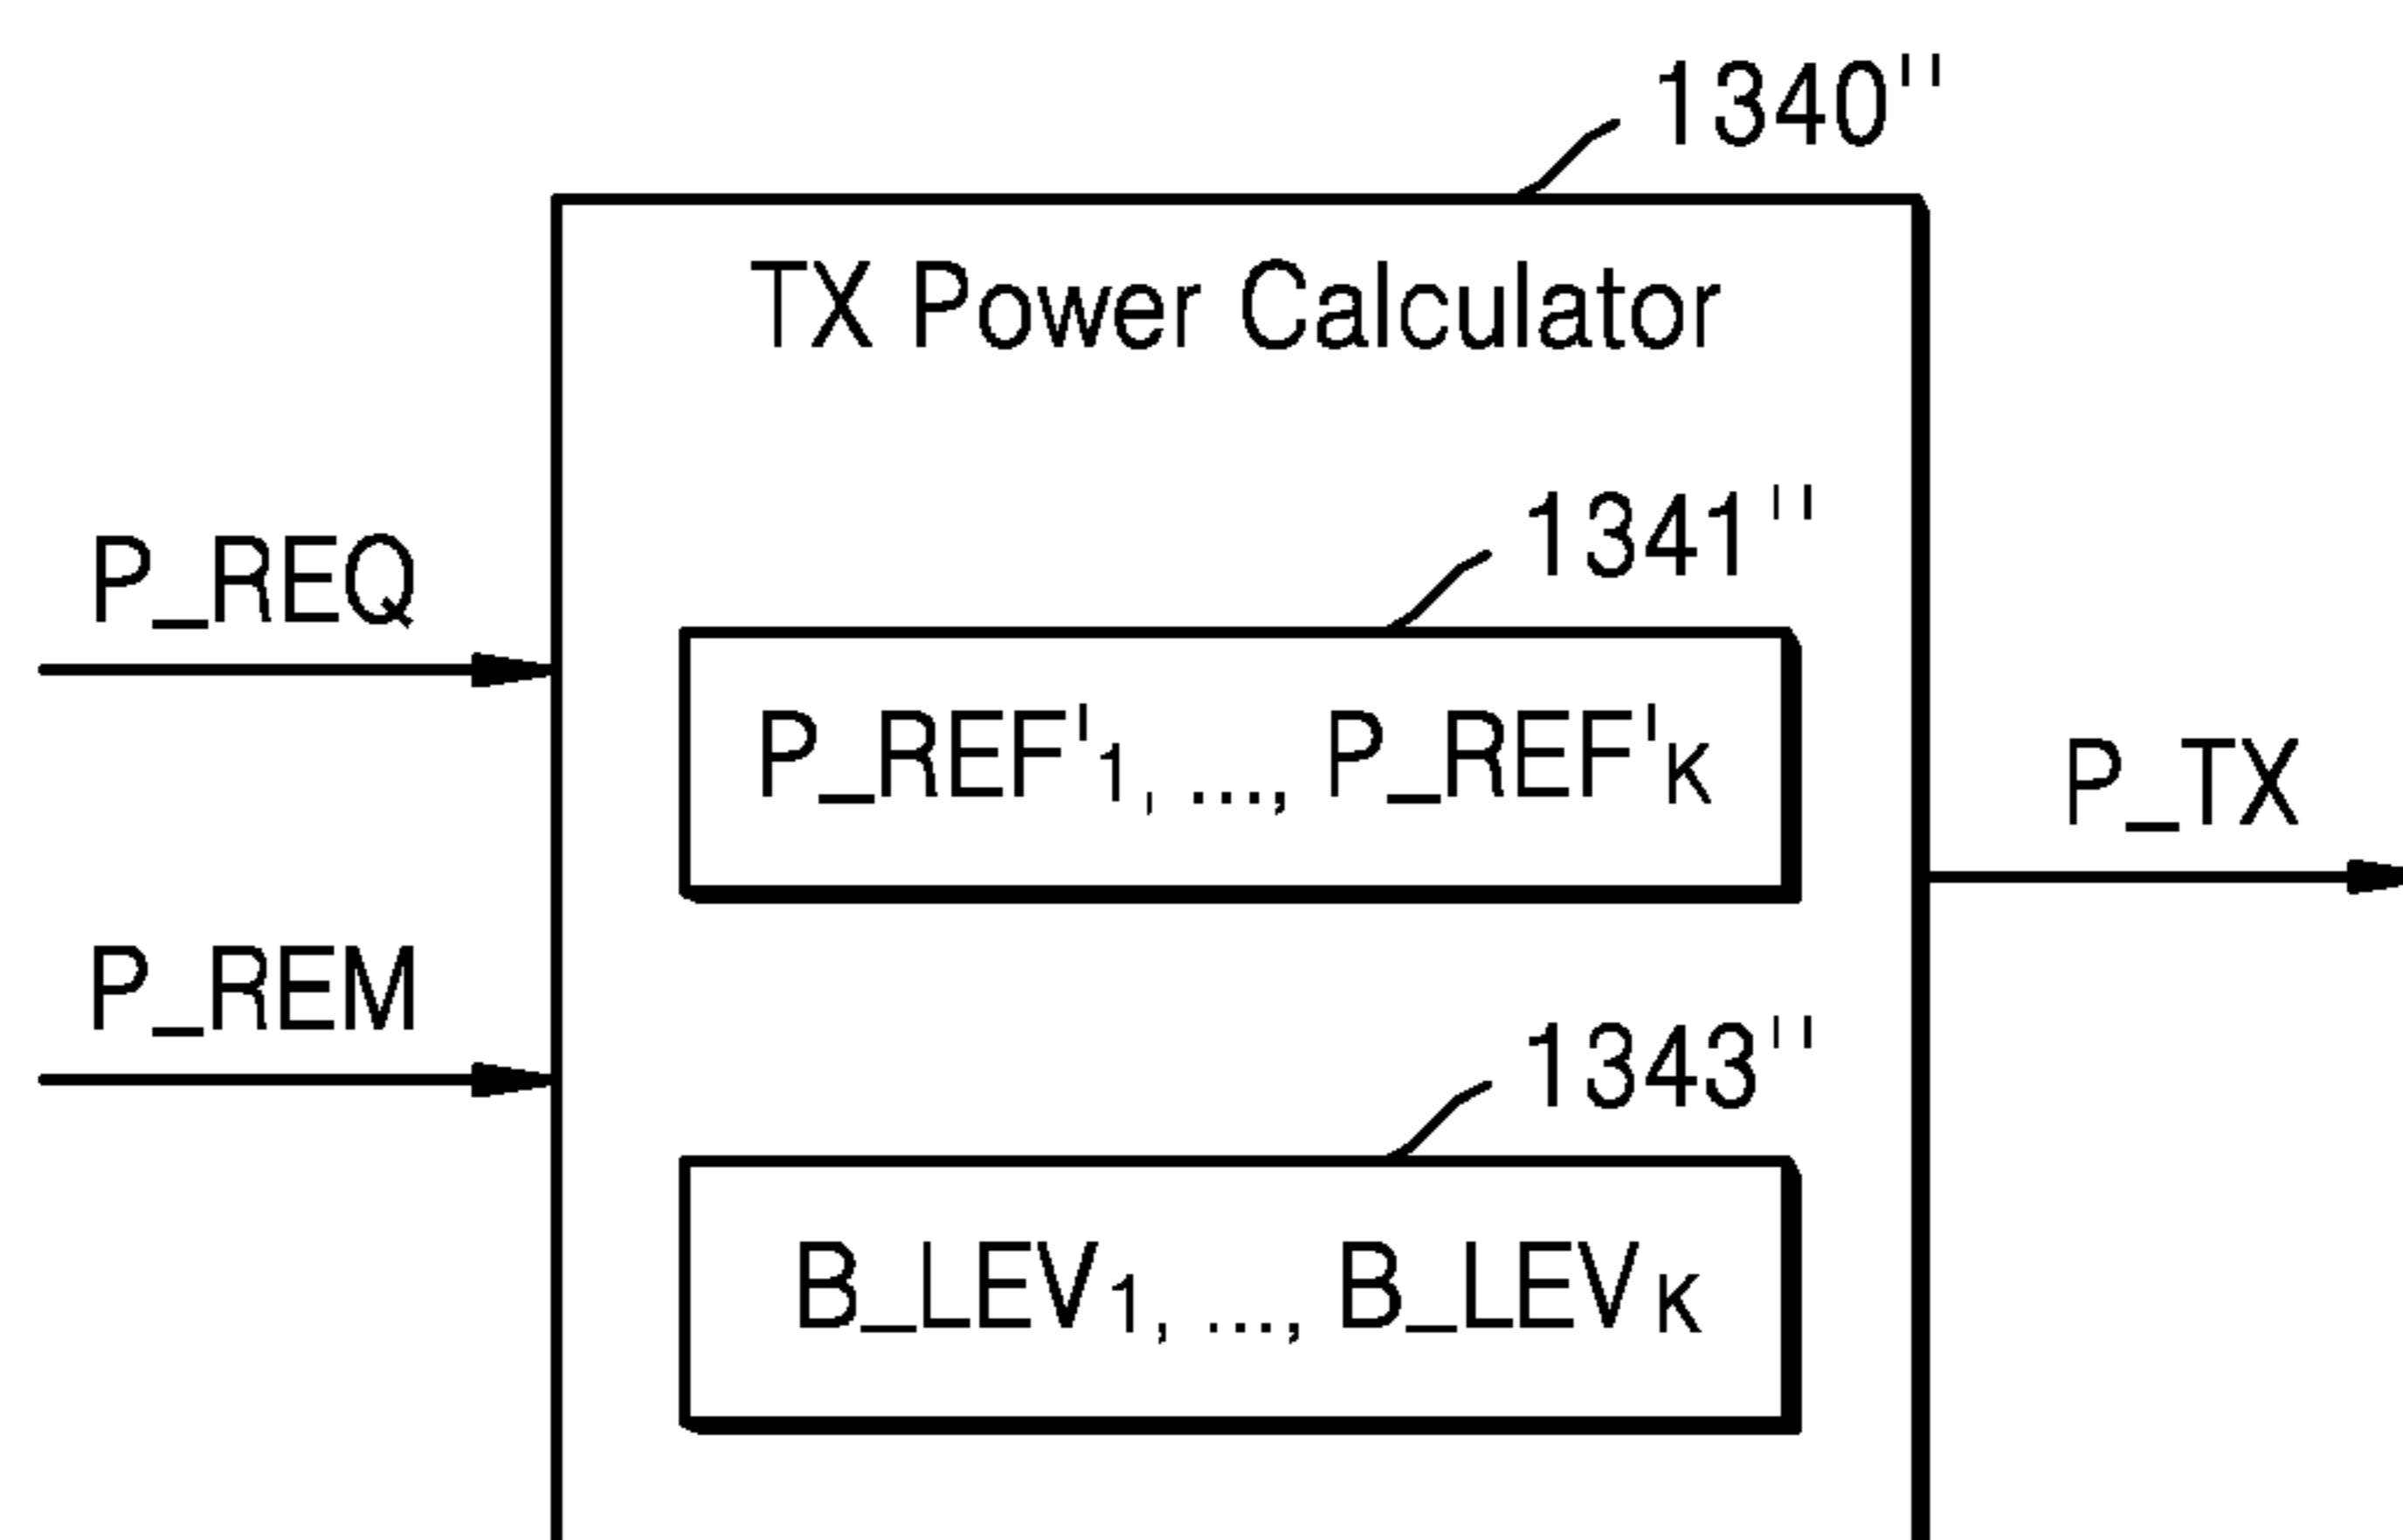 1340''
TX Power Calculator
1341''
P_REQ
P_REF'1, ..., P_REF'K
P_TX
P_REM
1343''
B_LEV1, ..., B_LEVK